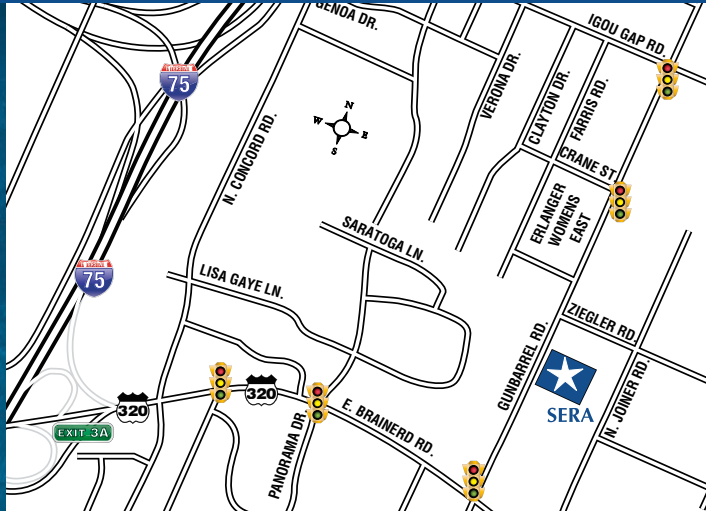 GENOA DR.
IGOU GAP RD.
75
VERONA DR.
CLAYTON DR.
FARRIS RD.
N
W
E
S
N. CONCORD RD.
CRANE ST.
ERLANGER
WOMENS
EAST
SARATOGA LN.
75
LISA GAYE LN.
ZIEGLER RD.
GUNBARREL RD.
N. JOINER RD.
SERA
320
320
E. BRAINERD RD.
PANORAMA DR.
EXIT 3A